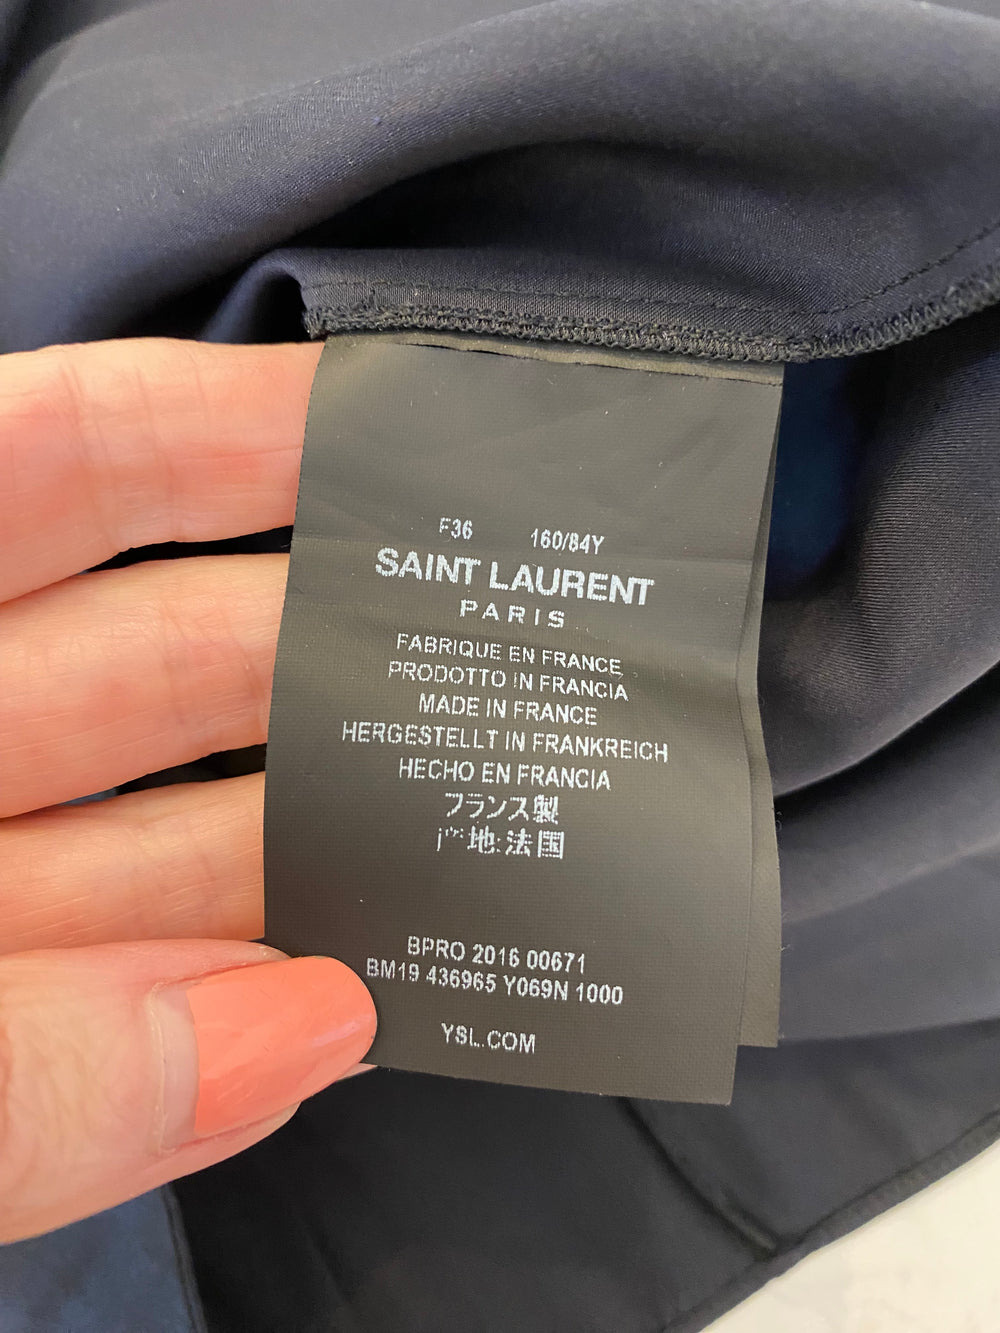 F36 160/84Y
SAINT LAURENT
PARIS
FABRIQUE EN FRANCE
PRODOTTO IN FRANCIA
MADE IN FRANCE
HERGESTELLT IN FRANKREICH
HECHO EN FRANCIA
フランス製
产地:法国
BPRO 2016 00671
BM19 436965 Y069N 1000
YSL.COM